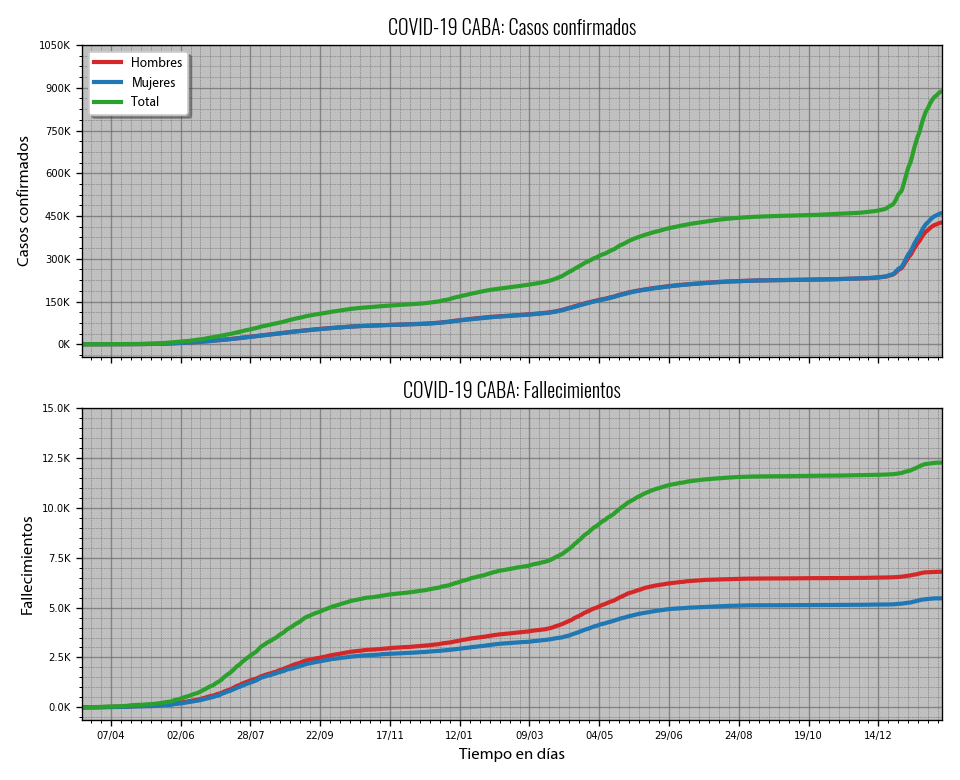 COVID-19 CABA: Casos confirmados
1050K
900K
750K
600K
450K
300K
150K
0K
Casos confirmados
Hombres
Mujeres
Total
COVID-19 CABA: Fallecimientos
15.0K
12.5K
10.0K
7.5K
5.0K
2.5K
0.0K
Fallecimientos
07/04 02/06 28/07 22/09 17/11 12/01 09/03 04/05 29/06 24/08 19/10 14/12
Tiempo en días